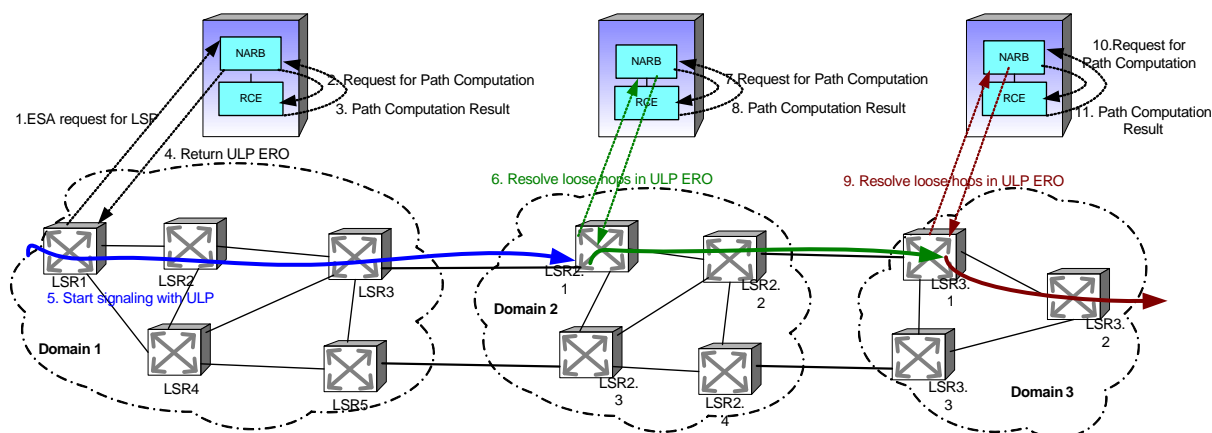 NARB
RCE
1.ESA request for LSP
2. Request for Path Computation
3. Path Computation Result
4. Return ULP ERO
NARB
RCE
7.Request for Path Computation
8. Path Computation Result
6. Resolve loose hops in ULP ERO
NARB
RCE
10.Request for
Path Computation
11. Path Computation
Result
9. Resolve loose hops in ULP ERO
LSR1
LSR2
LSR3
5. Start signaling with ULP
Domain 1
LSR4
LSR5
LSR2.
1
LSR2.
2
Domain 2
LSR2.
3
LSR2.
4
LSR3.
1
LSR3.
2
LSR3.
3
Domain 3